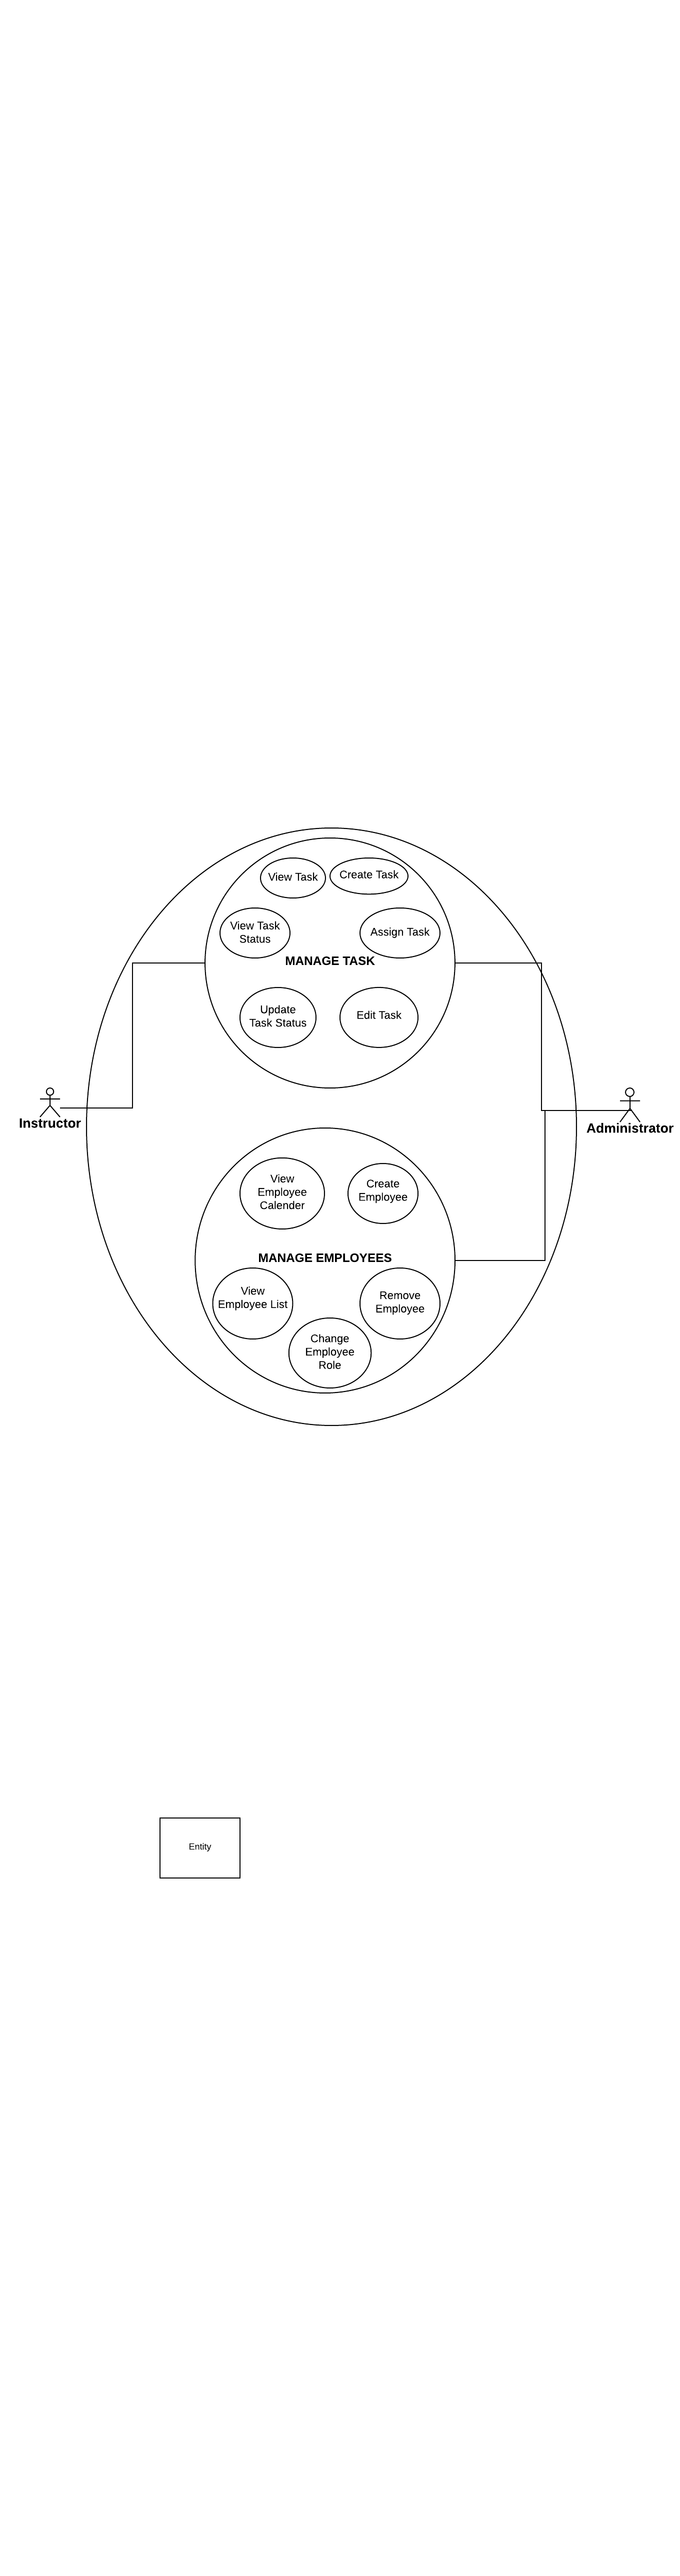 View Task
Create Task
View Task
Status
Assign Task
MANAGE TASK
Update
Task Status
Edit Task
Instructor
Administrator
View
Employee
Calender
Create
Employee
MANAGE EMPLOYEES
View
Employee List
Remove
Employee
Change
Employee
Role
Entity